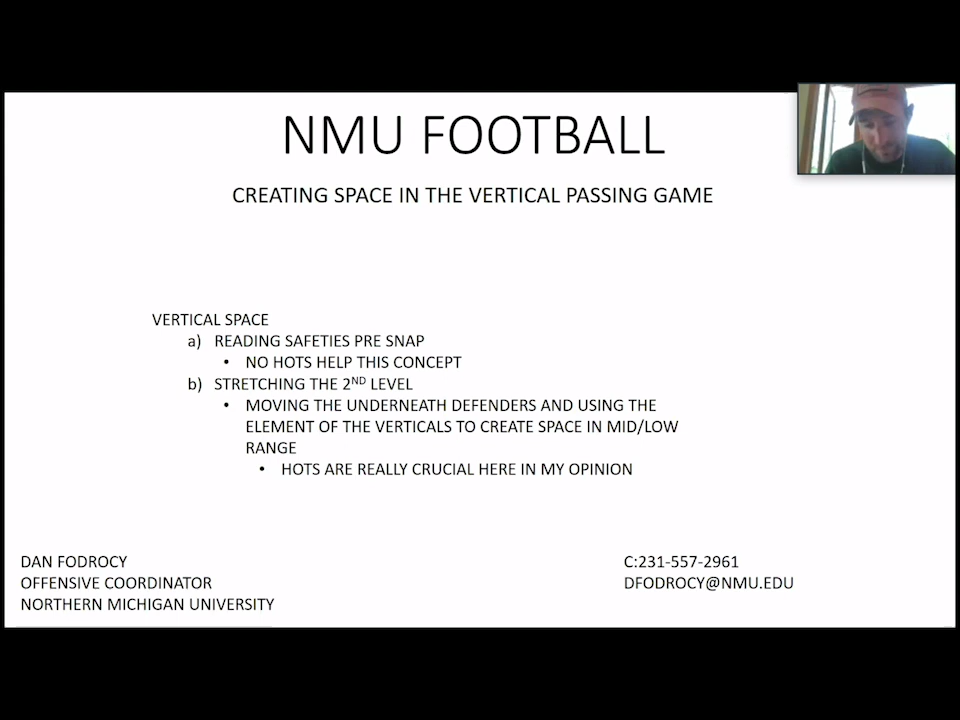 NMU FOOTBALL
CREATING SPACE IN THE VERTICAL PASSING GAME
VERTICAL SPACE
a) READING SAFETIES PRE SNAP
• NO HOTS HELP THIS CONCEPT
b) STRETCHING THE 2ND LEVEL
• MOVING THE UNDERNEATH DEFENDERS AND USING THE
ELEMENT OF THE VERTICALS TO CREATE SPACE IN MID/LOW
RANGE
• HOTS ARE REALLY CRUCIAL HERE IN MY OPINION
DAN FODROCY
OFFENSIVE COORDINATOR
NORTHERN MICHIGAN UNIVERSITY
C:231-557-2961
DFODROCY@NMU.EDU